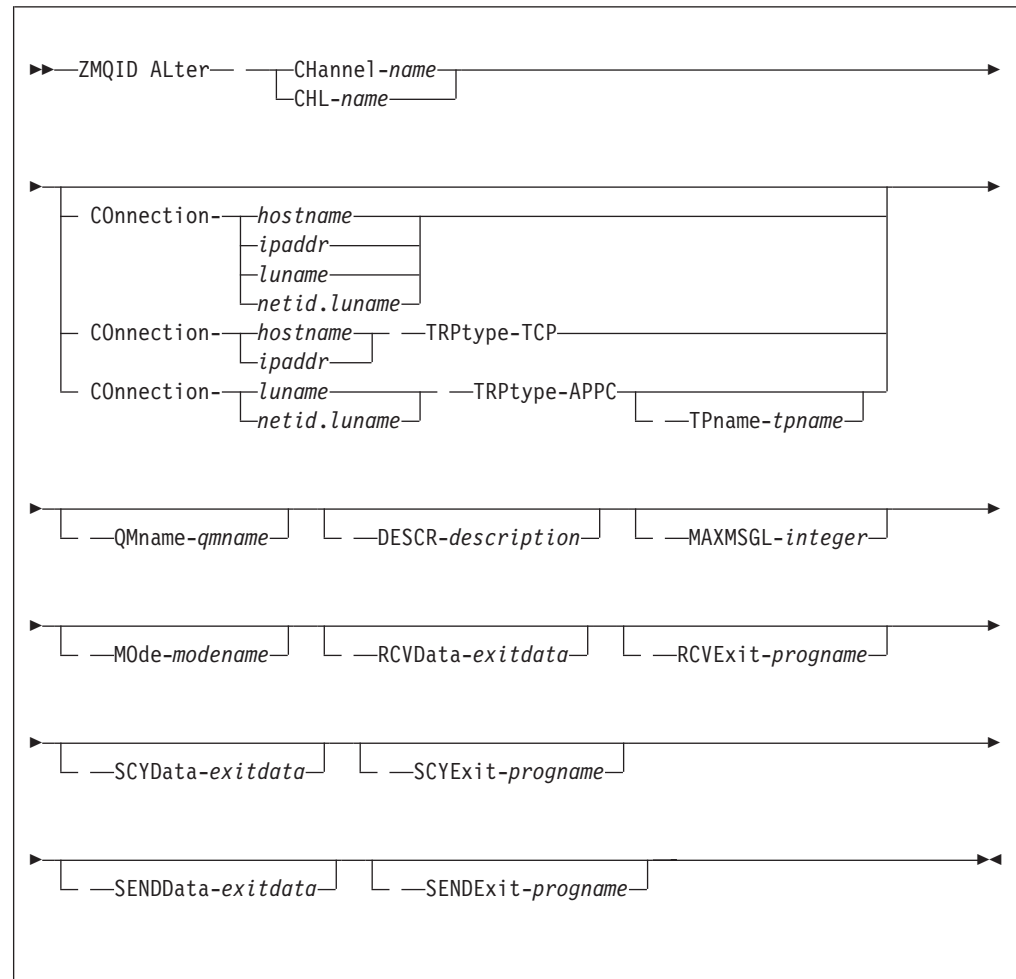 ZMQID ALter CHannel-name
CHL-name
COnnection- hostname
ipaddr
luname
netid.luname
COnnection- hostname TRPtype-TCP
ipaddr
COnnection- luname TRPtype-APPC
netid.luname TPname-tpname
QMname-qmname DESCR-description MAXMSGL-integer
MOde-modename RCVData-exitdata RCVExit-progname
SCYData-exitdata SCYExit-progname
SENDData-exitdata SENDExit-progname